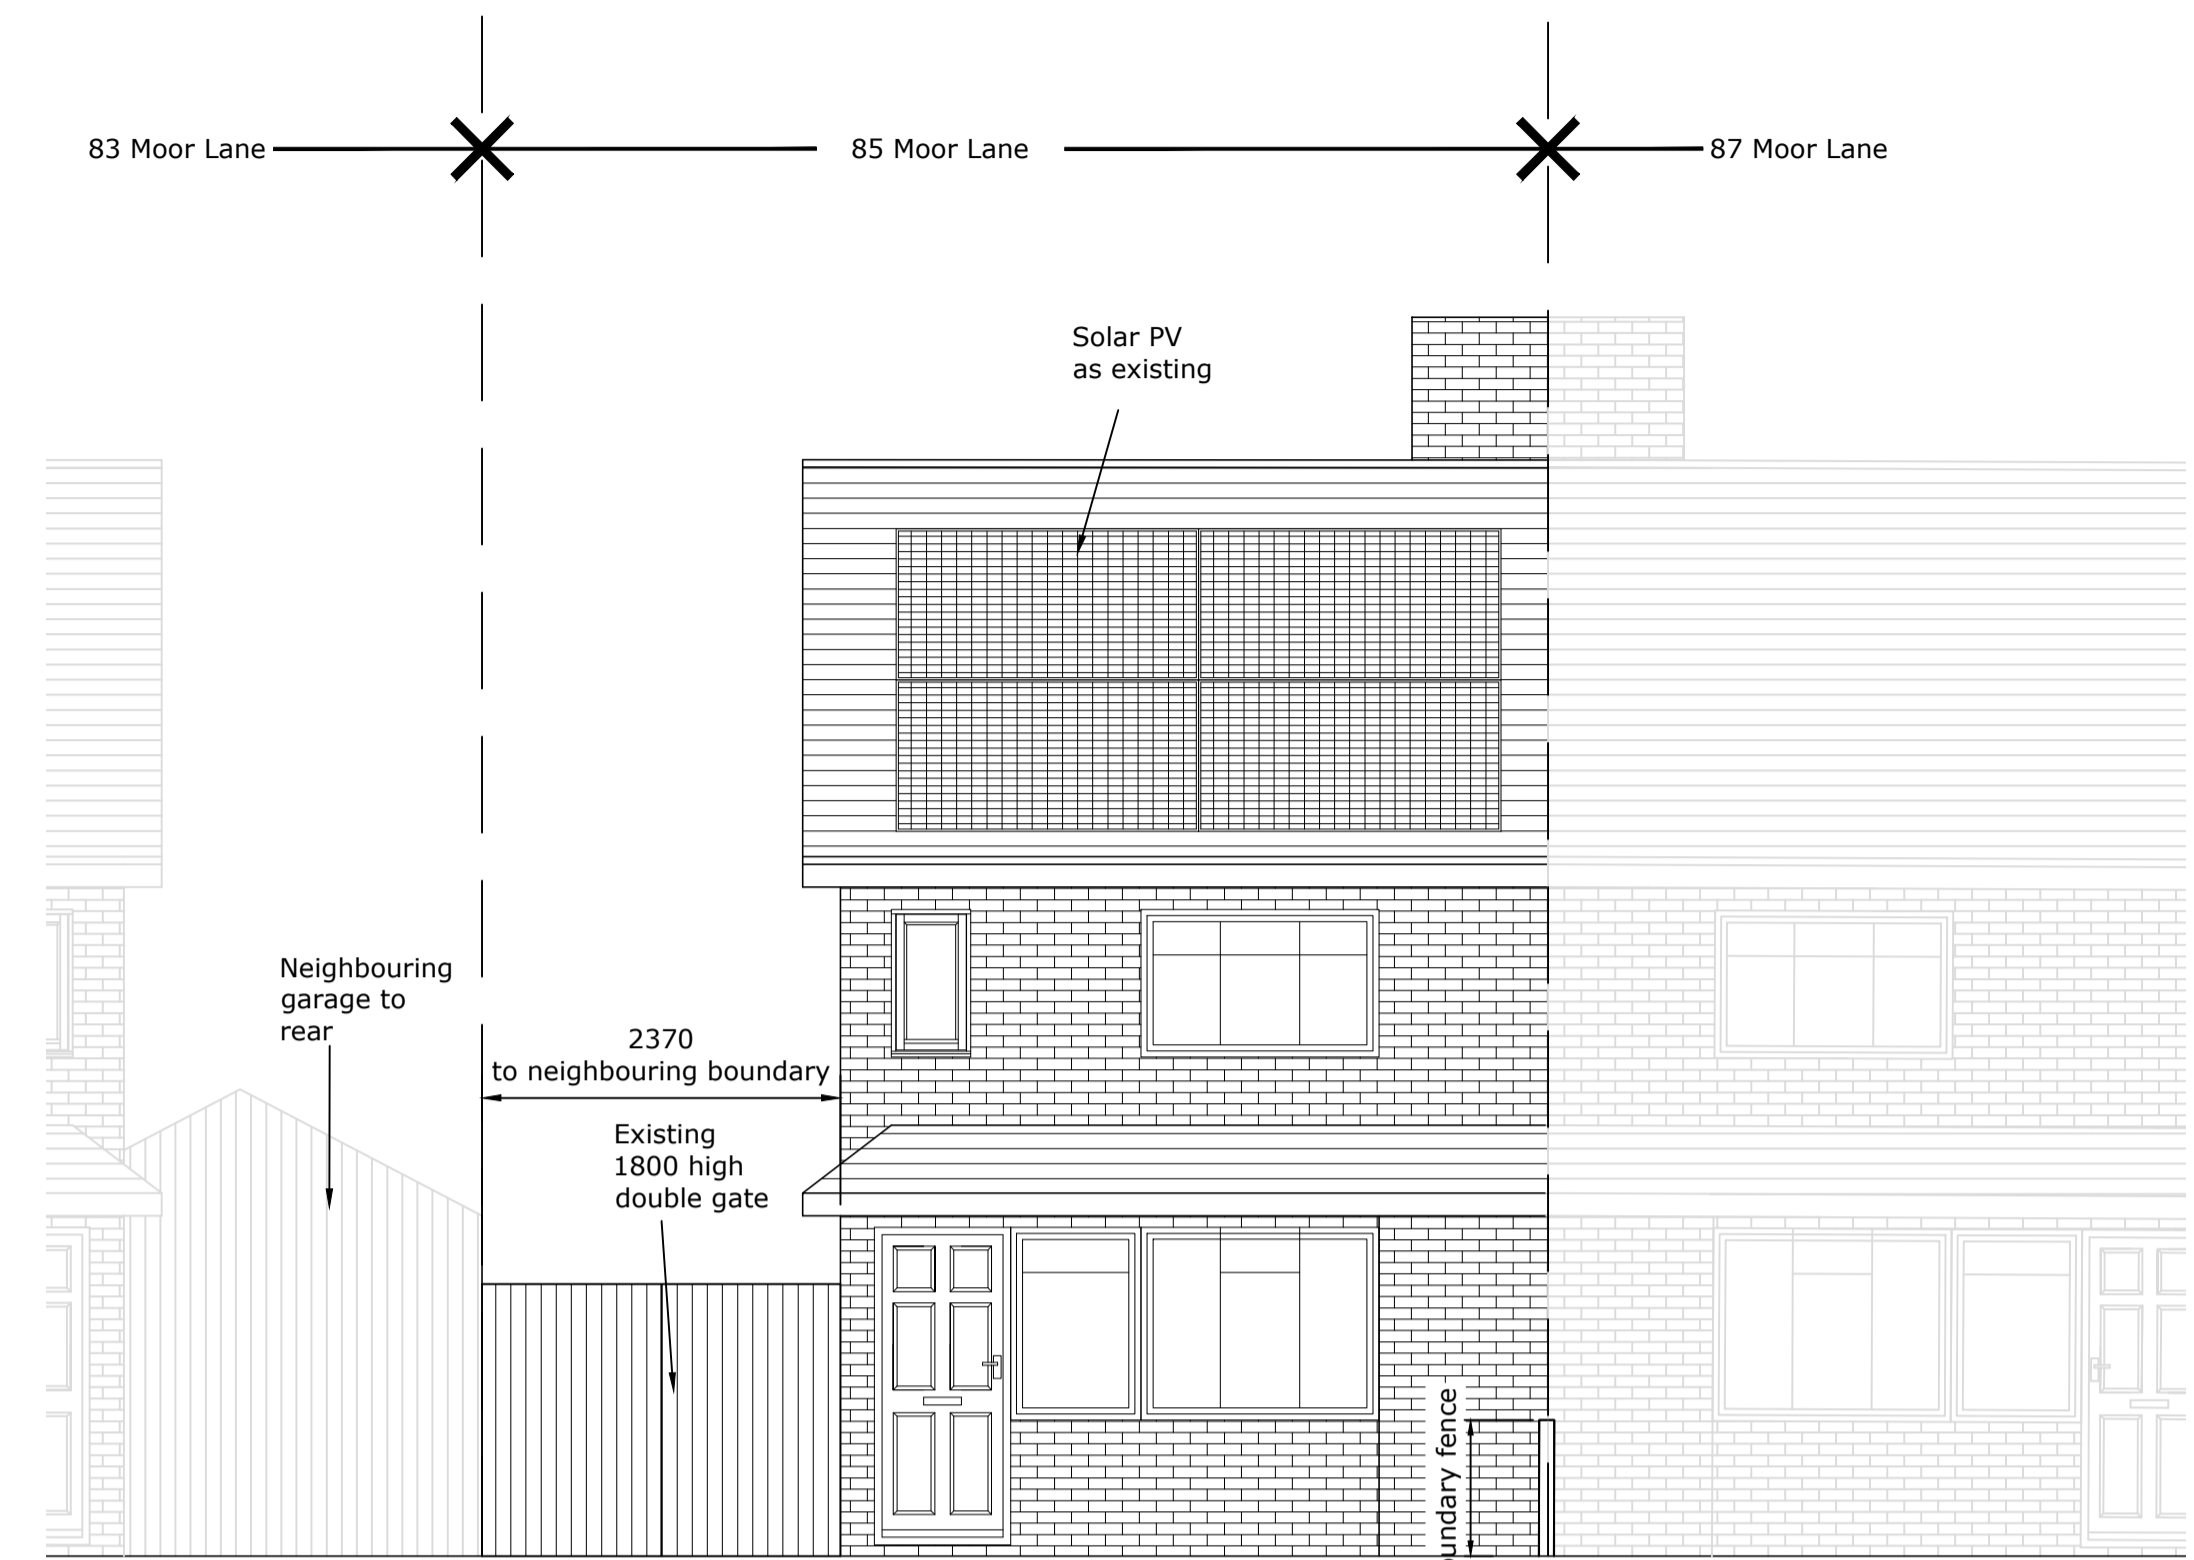 83 Moor Lane
85 Moor Lane
87 Moor Lane
Solar PV
as existing
Neighbouring
garage to
rear
2370
to neighbouring boundary
Existing
1800 high
double gate
fence